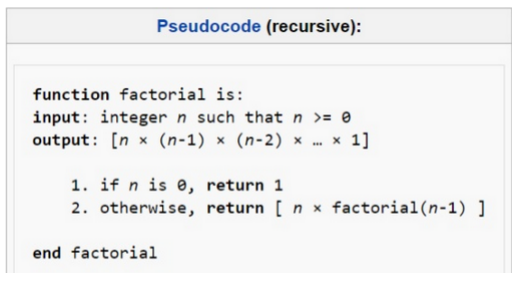 Pseudocode (recursive):
function factorial is:
input: integer n such that n >= 0
output: [n × (n-1) × (n-2) × … × 1]
1. if n is 0, return 1
2. otherwise, return [ n × factorial(n-1) ]
end factorial